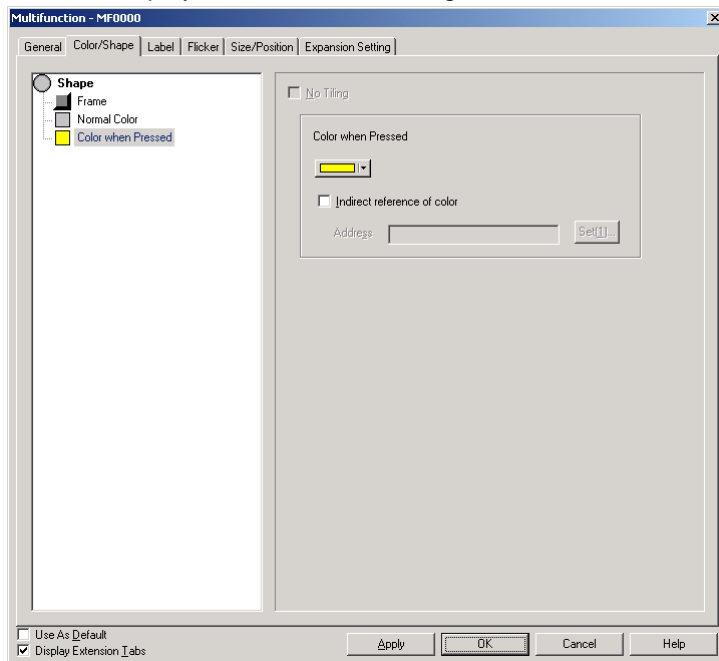 Multifunction - MF0000
General Color/Shape Label Flicker Size/Position Expansion Setting
Shape
Frame
Normal Color
Color when Pressed
No Tiling
Color when Pressed
Indirect reference of color
Address Set[1]...
Use As Default
Display Extension Tabs
Apply OK Cancel Help